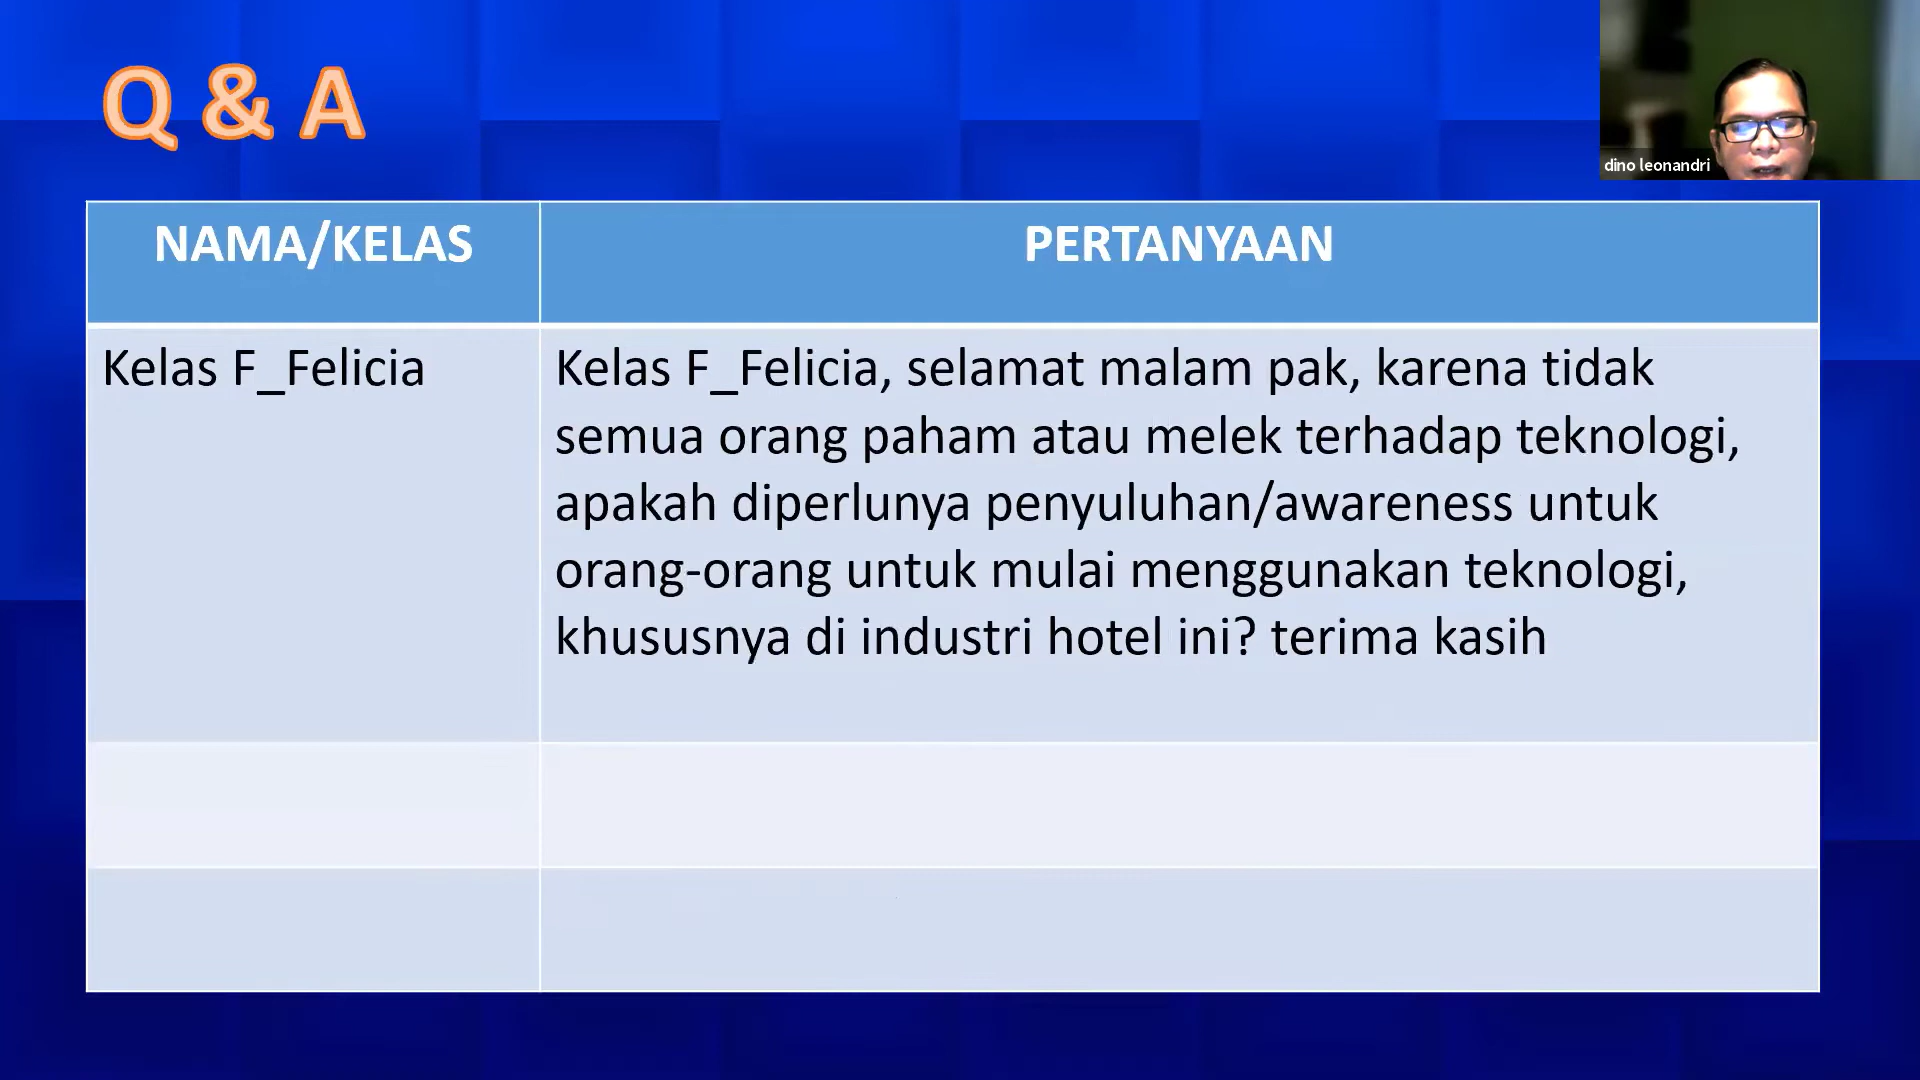 Q & A
dino leonandri
NAMA/KELAS
PERTANYAAN
Kelas F_Felicia
Kelas F_Felicia, selamat malam pak, karena tidak
semua orang paham atau melek terhadap teknologi,
apakah diperlunya penyuluhan/awareness untuk
orang-orang untuk mulai menggunakan teknologi,
khususnya di industri hotel ini? terima kasih